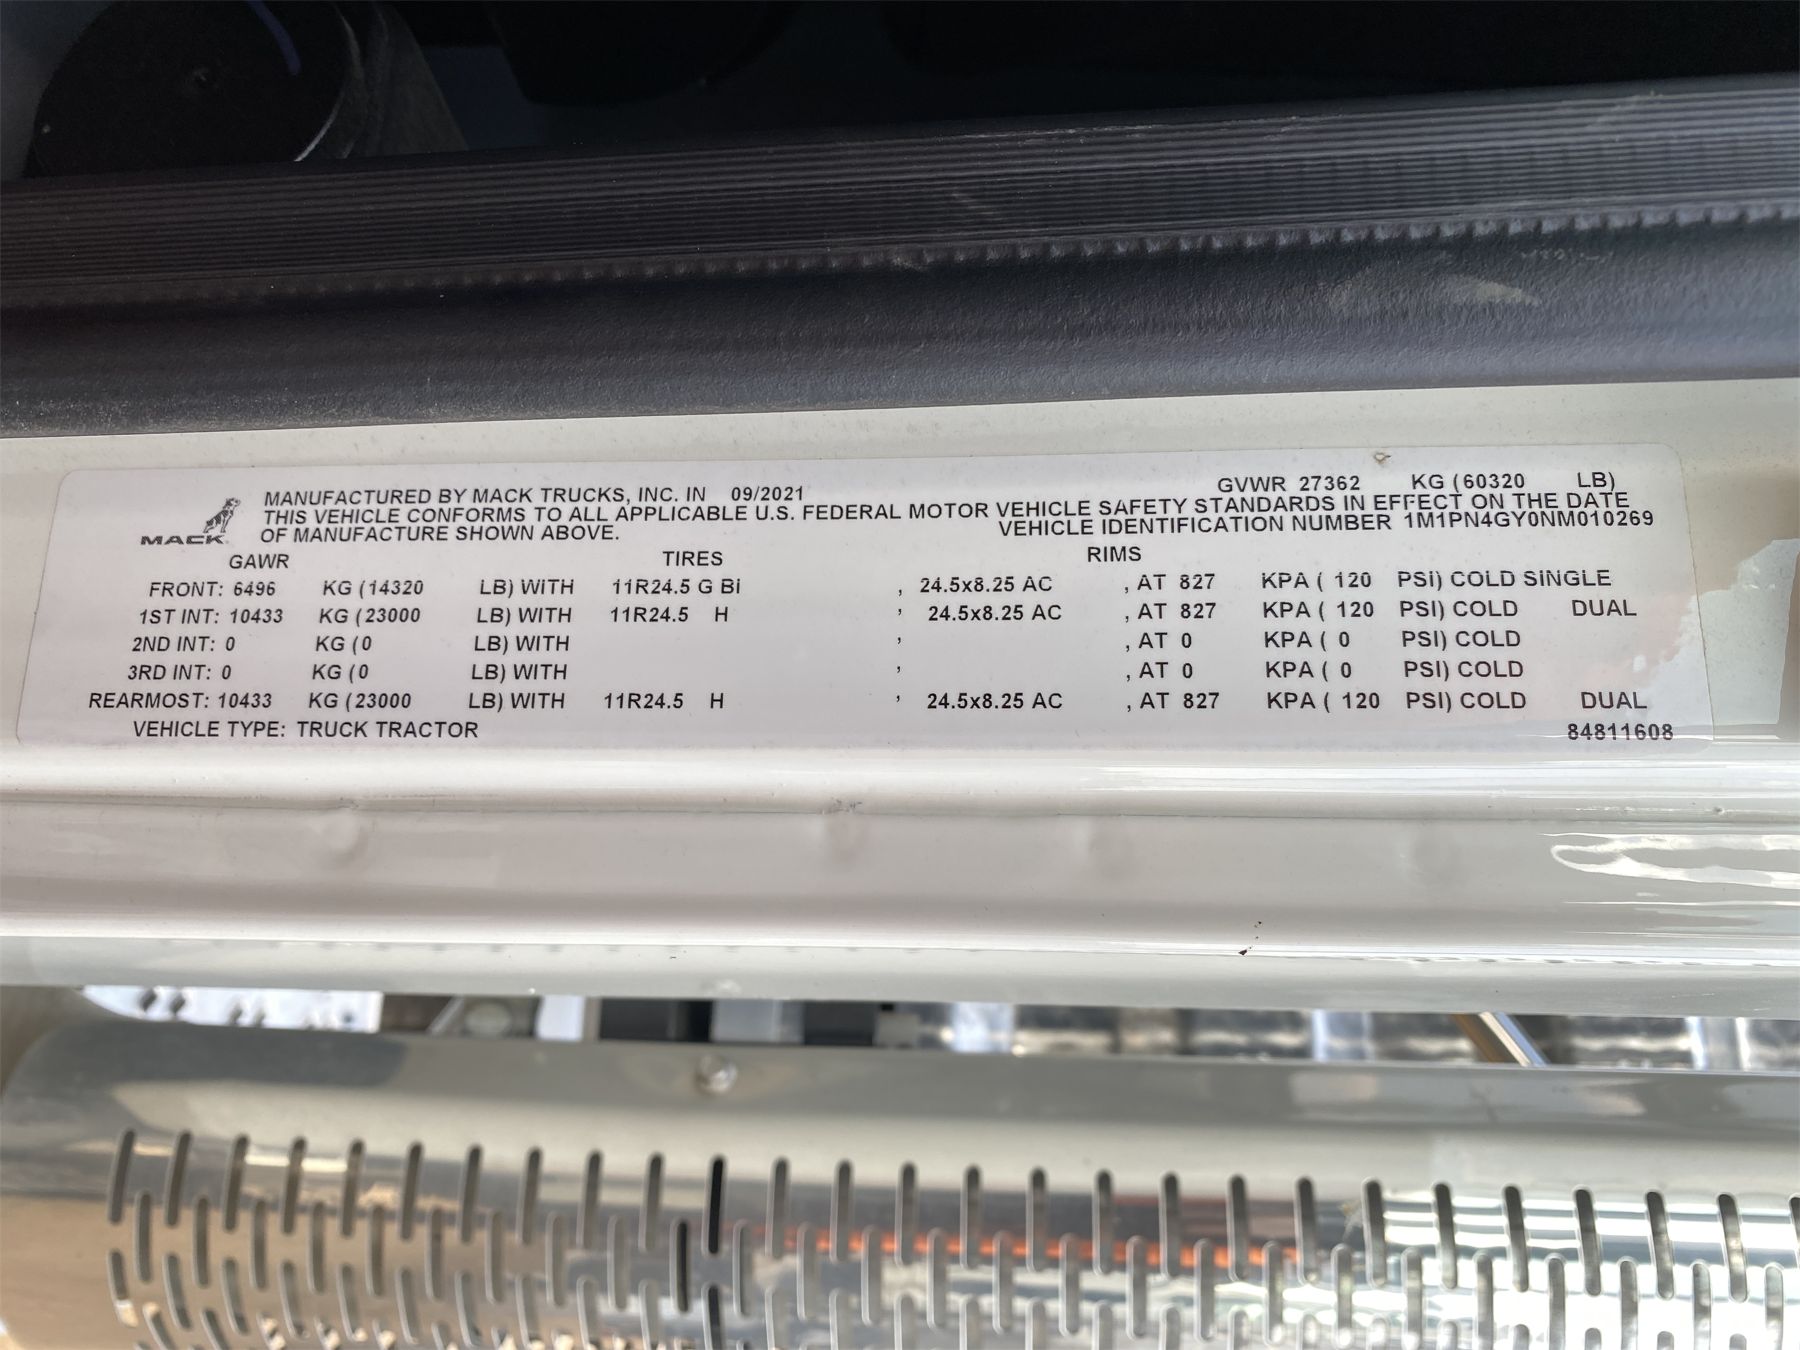 MANUFACTURED BY MACK TRUCKS, INC. IN 09/2021 GVWR 27362 KG (60320 LB)
THIS VEHICLE CONFORMS TO ALL APPLICABLE U.S. FEDERAL MOTOR VEHICLE SAFETY STANDARDS IN EFFECT ON THE DATE
OF MANUFACTURE SHOWN ABOVE. VEHICLE IDENTIFICATION NUMBER 1M1PN4GY0NM010269
MACK
GAWR TIRES RIMS
FRONT: 6496 KG (14320 LB) WITH 11R24.5 G Bi , 24.5x8.25 AC , AT 827 KPA ( 120 PSI) COLD SINGLE
1ST INT: 10433 KG (23000 LB) WITH 11R24.5 H , 24.5x8.25 AC , AT 827 KPA ( 120 PSI) COLD DUAL
2ND INT: 0 KG (0 LB) WITH , , AT 0 KPA ( 0 PSI) COLD
3RD INT: 0 KG (0 LB) WITH , , AT 0 KPA ( 0 PSI) COLD
REARMOST: 10433 KG (23000 LB) WITH 11R24.5 H , 24.5x8.25 AC , AT 827 KPA ( 120 PSI) COLD DUAL
VEHICLE TYPE: TRUCK TRACTOR 84811608